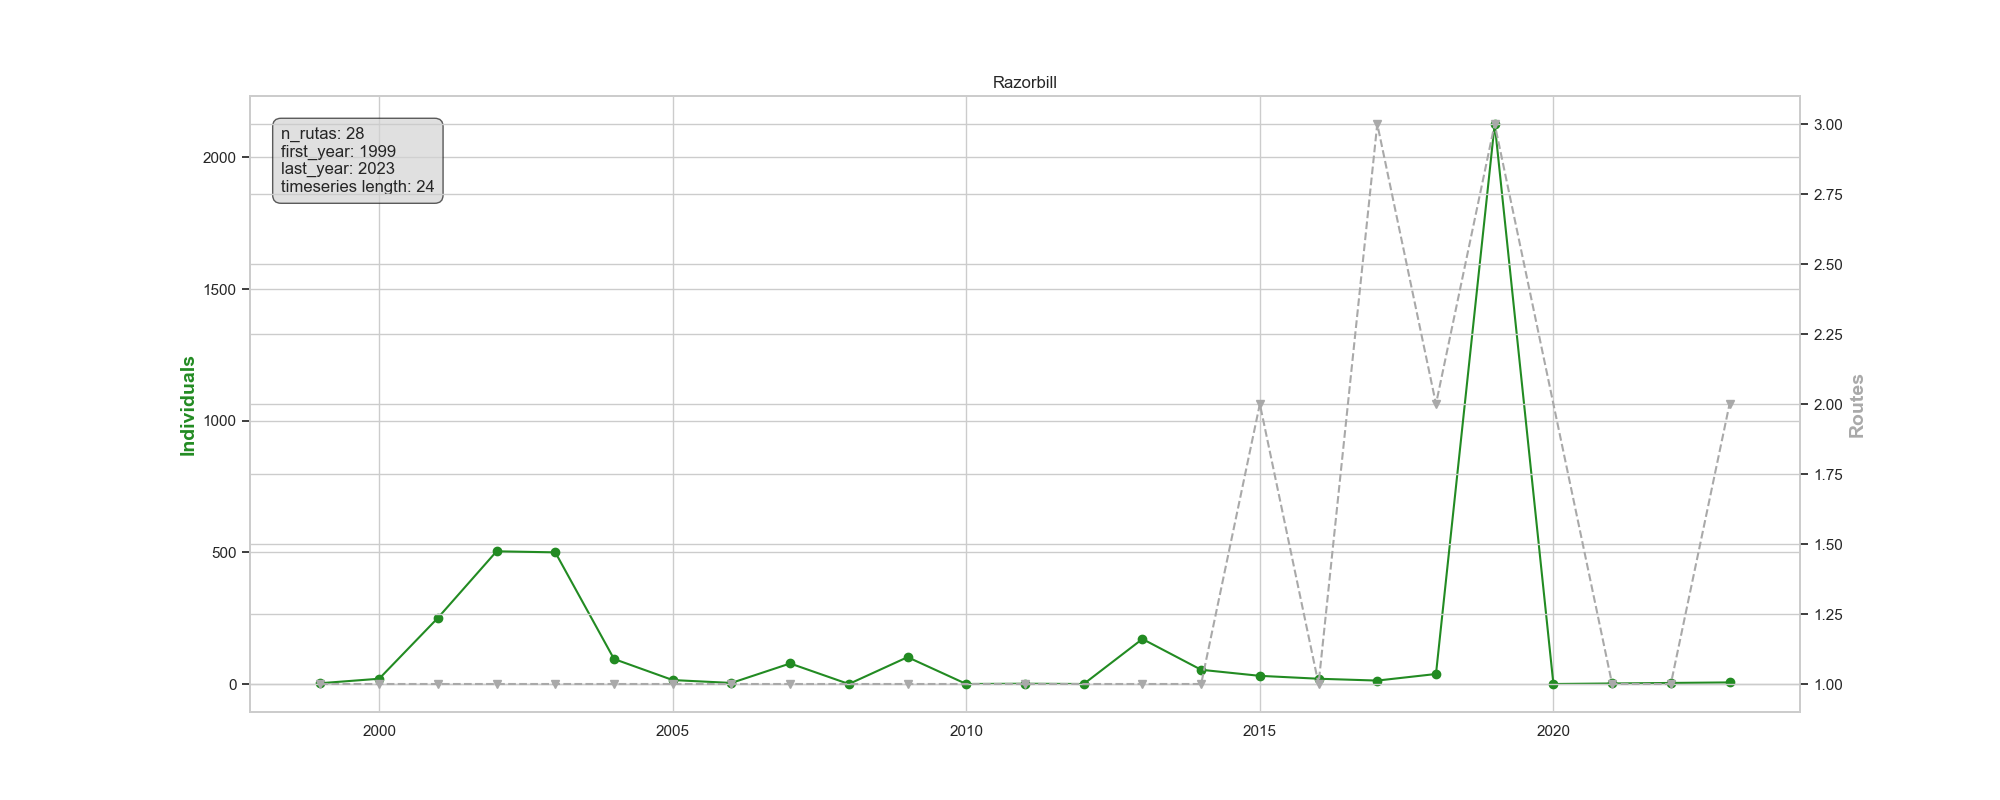 Razorbill
n_rutas: 28
first_year: 1999
last_year: 2023
timeseries length: 24
2000
1500
1000
500
0
Individuals
3.00
2.75
2.50
2.25
2.00
1.75
1.50
1.25
1.00
Routes
2000 2005 2010 2015 2020